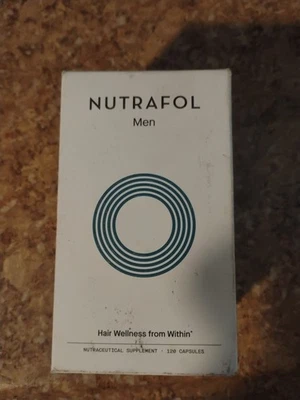 NUTRAFOL
Men
Hair Wellness from Within*
NUTRACEUTICAL SUPPLEMENT · 120 CAPSULES